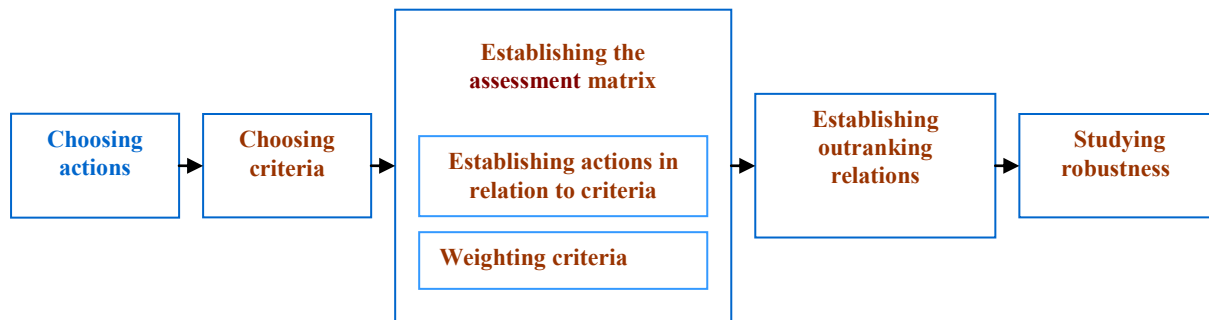 Choosing
actions
Choosing
criteria
Establishing the
assessment matrix
Establishing actions in
relation to criteria
Weighting criteria
Establishing
outranking
relations
Studying
robustness